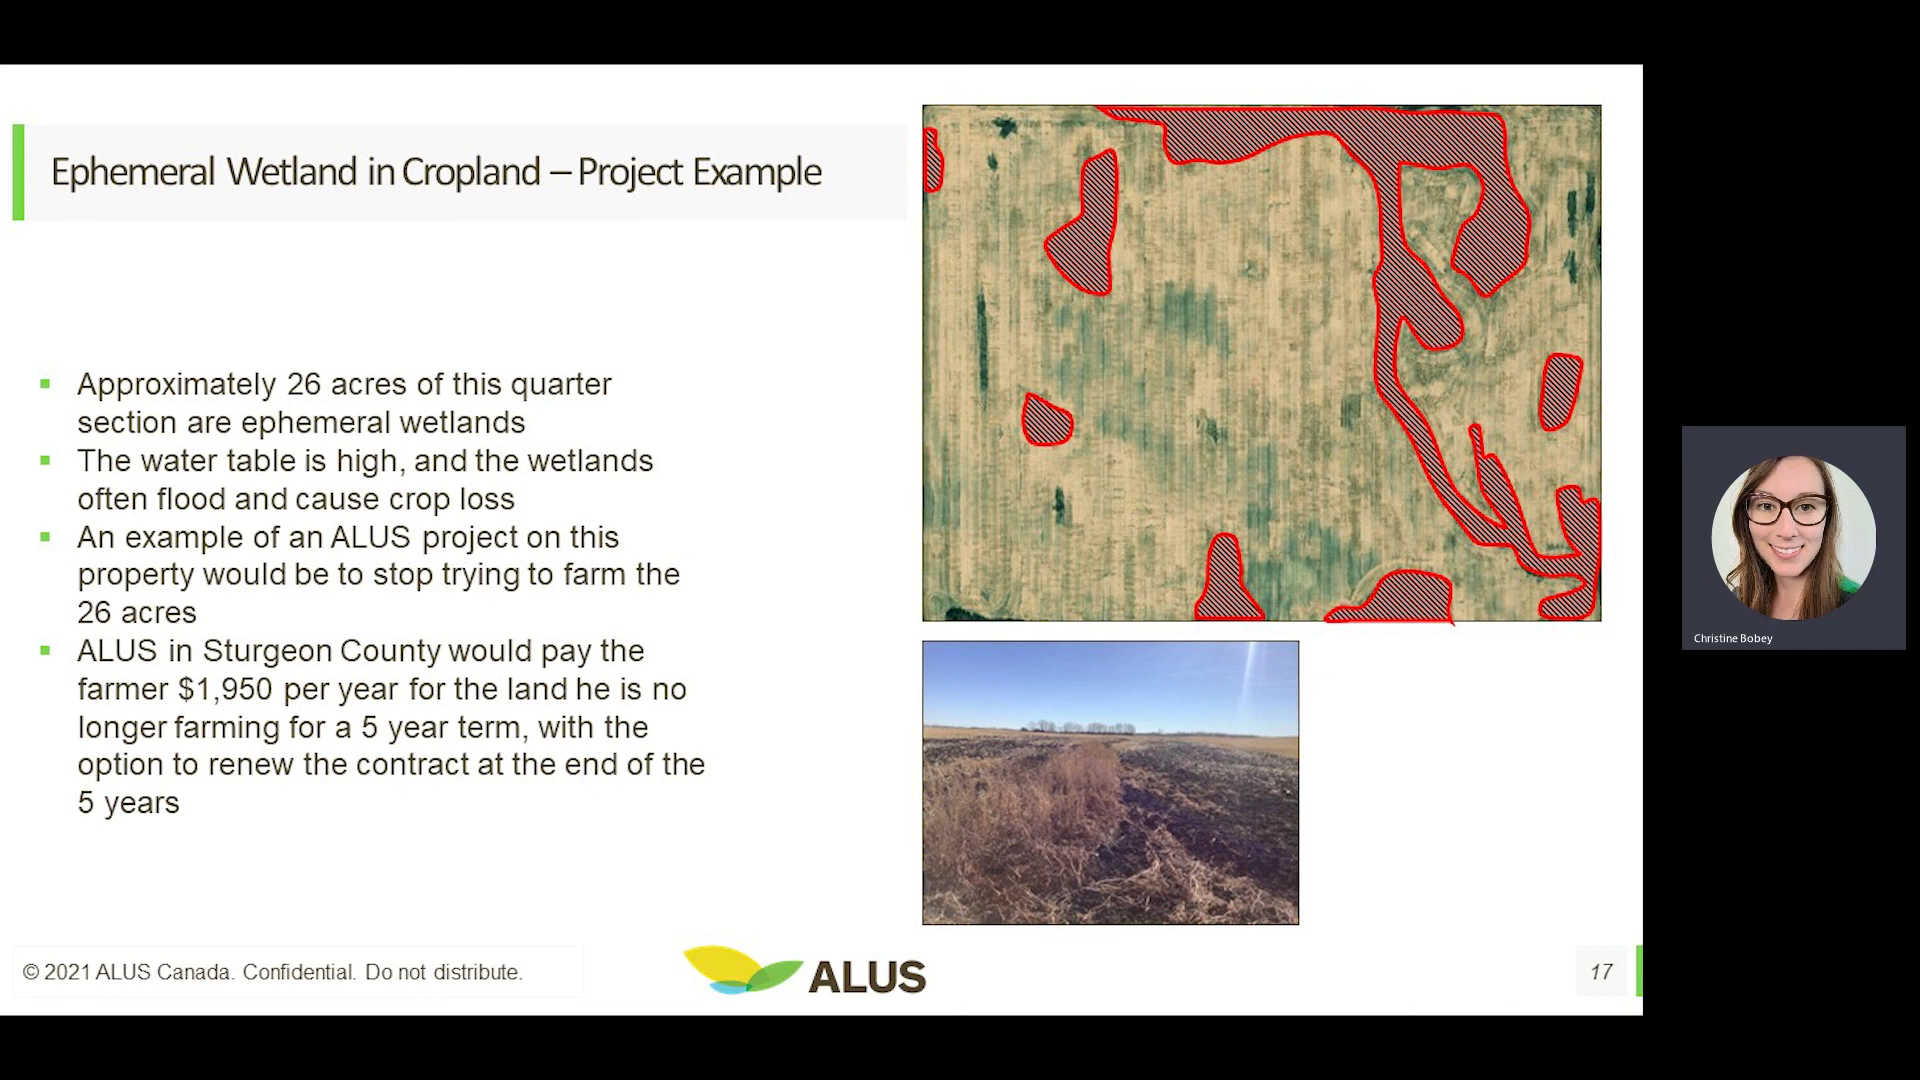 Ephemeral Wetland in Cropland – Project Example
▪ Approximately 26 acres of this quarter
section are ephemeral wetlands
▪ The water table is high, and the wetlands
often flood and cause crop loss
▪ An example of an ALUS project on this
property would be to stop trying to farm the
26 acres
▪ ALUS in Sturgeon County would pay the
farmer $1,950 per year for the land he is no
longer farming for a 5 year term, with the
option to renew the contract at the end of the
5 years
© 2021 ALUS Canada. Confidential. Do not distribute.
ALUS
17
Christine Bobey